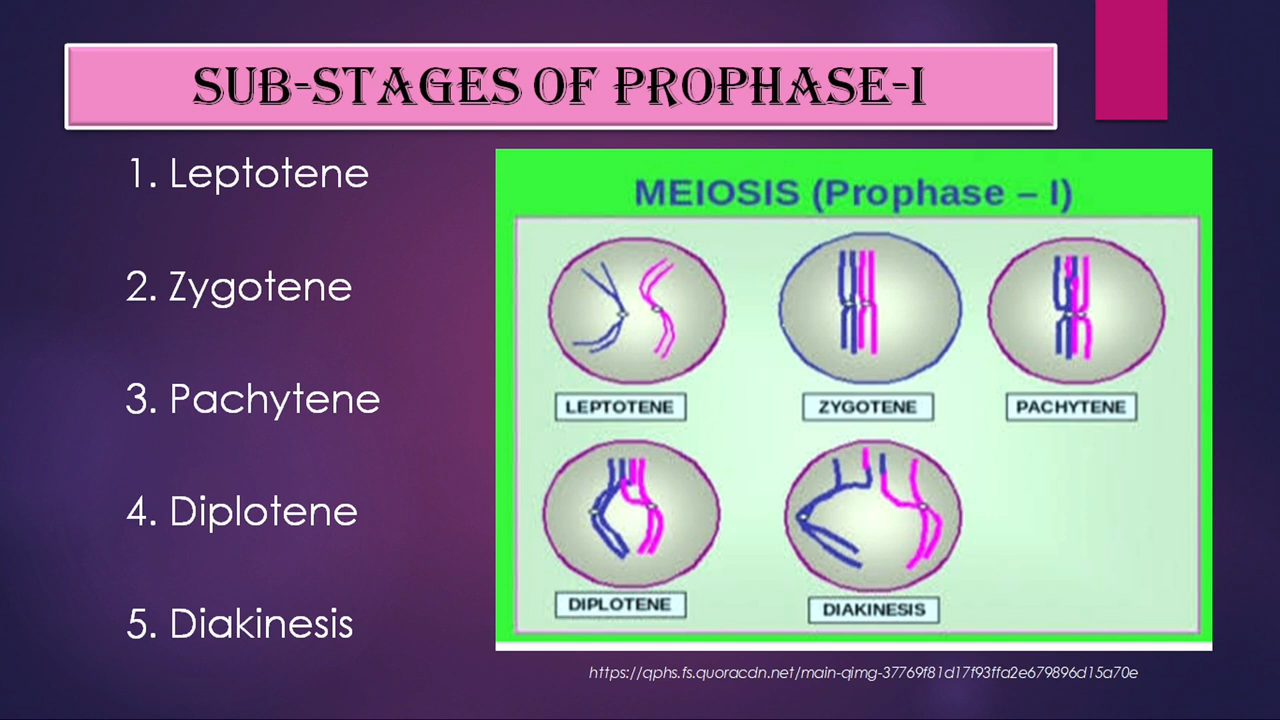 SUB-STAGES OF PROPHASE-I
1. Leptotene
2. Zygotene
3. Pachytene
4. Diplotene
5. Diakinesis
MEIOSIS (Prophase – I)
LEPTOTENE
ZYGOTENE
PACHYTENE
DIPLOTENE
DIAKINESIS
https://qphs.fs.quoracdn.net/main-qimg-37769f81d17f93ffa2e679896d15a70e